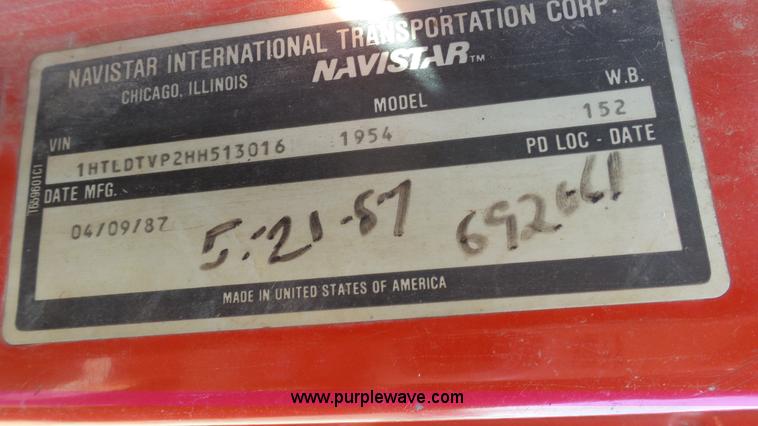 NAVISTAR INTERNATIONAL TRANSPORTATION CORP.
CHICAGO, ILLINOIS NAVISTAR™
VIN MODEL W.B.
1HTLDTVP2HH513016 1954 152
DATE MFG. PD LOC - DATE
04/09/87 5-21-87
MADE IN UNITED STATES OF AMERICA
1659601C1
www.purplewave.com